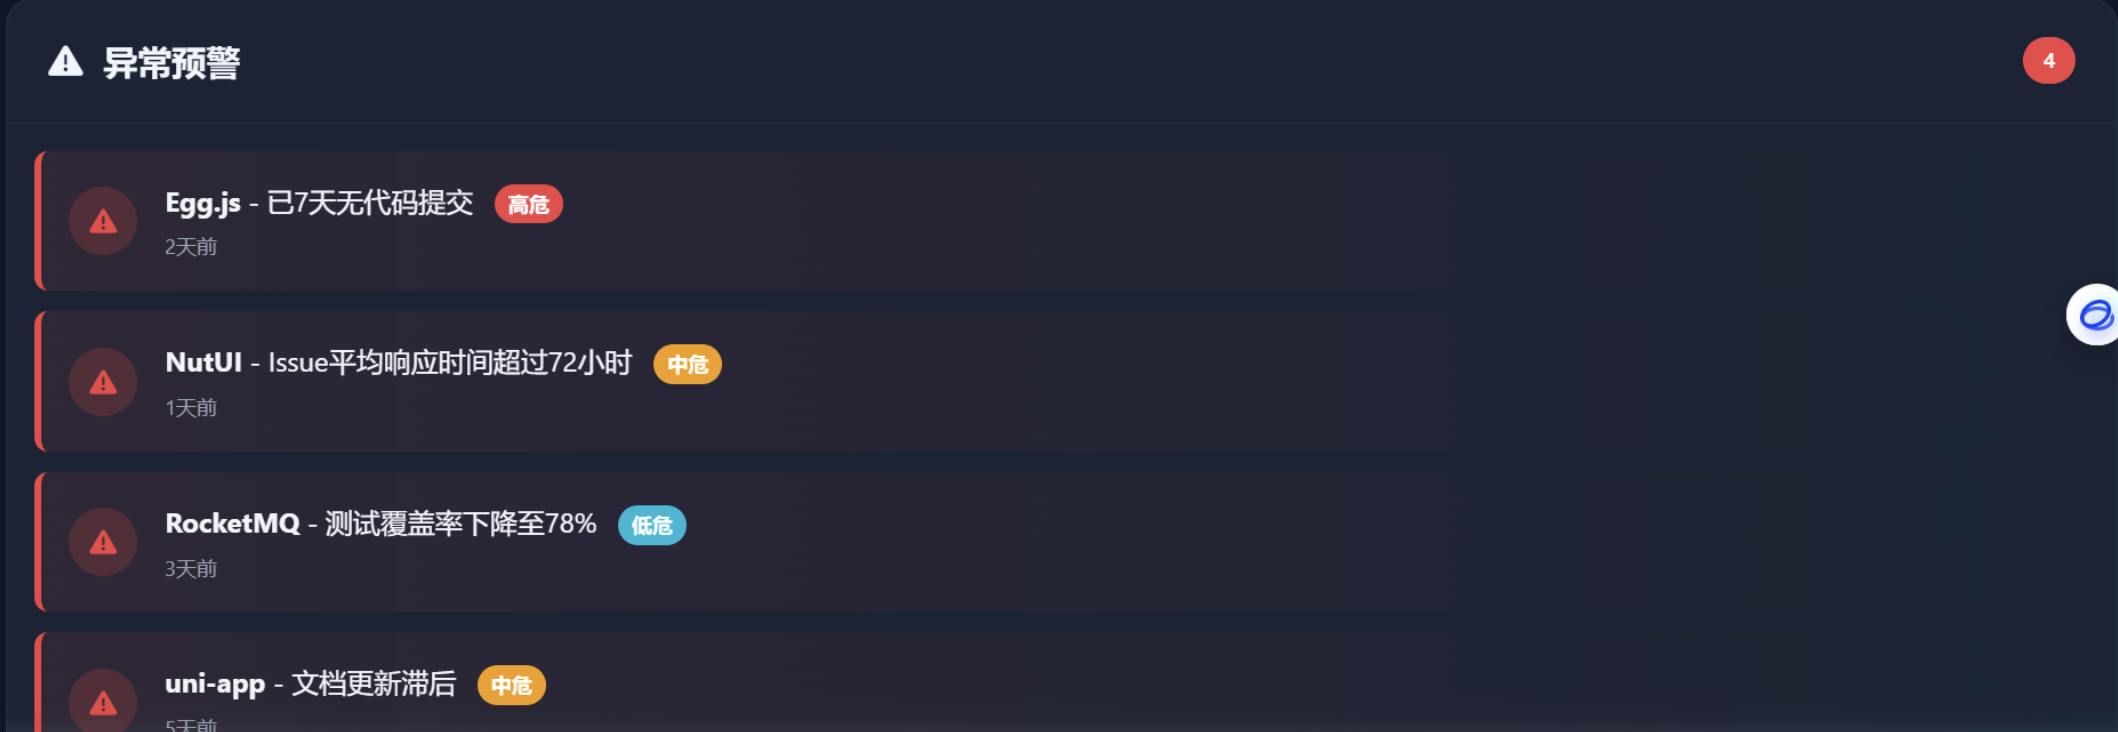 异常预警
4
Egg.js - 已7天无代码提交 高危
2天前
NutUI - Issue平均响应时间超过72小时 中危
1天前
RocketMQ - 测试覆盖率下降至78% 低危
3天前
uni-app - 文档更新滞后 中危
5天前